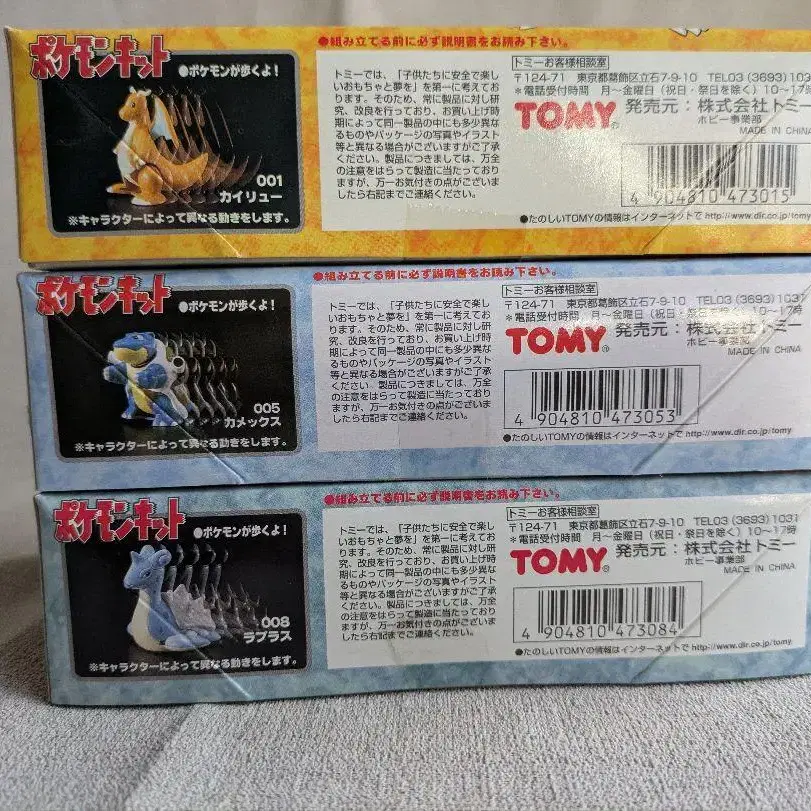 ポケモンキット
●ポケモンが歩くよ！
001
カイリュー
※キャラクターによって異なる動きをします。
●組み立てる前に必ず説明書をお読み下さい。
トミーでは、「子供たちに安全で楽し
いおもちゃと夢を」を第一に考えてお
ります。そのため、常に製品に対し研
究、改良を行っており、お買い上げ時
期によって同一製品の中にも多少異な
るものやパッケージの写真やイラスト
等と異なる場合がございますがご了承
ください。製品につきましては、万全
の注意をはらって製造に当たっており
ますが、万一お気付きの点がございまし
たら右記までご連絡ください。
トミーお客様相談室
〒124-71 東京都葛飾区立石7-9-10 TEL03 (3693) 1031
＊電話受付時間 月～金曜日（祝日・祭日を除く）10～17時
TOMY 発売元：株式会社トミー
ホビー事業部
MADE IN CHINA
4 904810 473015
●たのしいTOMYの情報はインターネットで http://www.dir.co.jp/tomy
ポケモンキット
●ポケモンが歩くよ！
005
カメックス
※キャラクターによって異なる動きをします。
●組み立てる前に必ず説明書をお読み下さい。
トミーでは、「子供たちに安全で楽し
いおもちゃと夢を」を第一に考えてお
ります。そのため、常に製品に対し研
究、改良を行っており、お買い上げ時
期によって同一製品の中にも多少異な
るものやパッケージの写真やイラスト
等と異なる場合がございますがご了承
ください。製品につきましては、万全
の注意をはらって製造に当たっており
ますが、万一お気付きの点がございまし
たら右記までご連絡ください。
トミーお客様相談室
〒124-71 東京都葛飾区立石7-9-10 TEL03 (3693) 1031
＊電話受付時間 月～金曜日（祝日・祭日を除く）10～17時
TOMY 発売元：株式会社トミー
ホビー事業部
MADE IN CHINA
4 904810 473053
●たのしいTOMYの情報はインターネットで http://www.dir.co.jp/tomy
ポケモンキット
●ポケモンが歩くよ！
008
ラプラス
※キャラクターによって異なる動きをします。
●組み立てる前に必ず説明書をお読み下さい。
トミーでは、「子供たちに安全で楽し
いおもちゃと夢を」を第一に考えてお
ります。そのため、常に製品に対し研
究、改良を行っており、お買い上げ時
期によって同一製品の中にも多少異な
るものやパッケージの写真やイラスト
等と異なる場合がございますがご了承
ください。製品につきましては、万全
の注意をはらって製造に当たっており
ますが、万一お気付きの点がございまし
たら右記までご連絡ください。
トミーお客様相談室
〒124-71 東京都葛飾区立石7-9-10 TEL03 (3693) 1031
＊電話受付時間 月～金曜日（祝日・祭日を除く）10～17時
TOMY 発売元：株式会社トミー
ホビー事業部
MADE IN CHINA
4 904810 473084
●たのしいTOMYの情報はインターネットで http://www.dir.co.jp/tomy